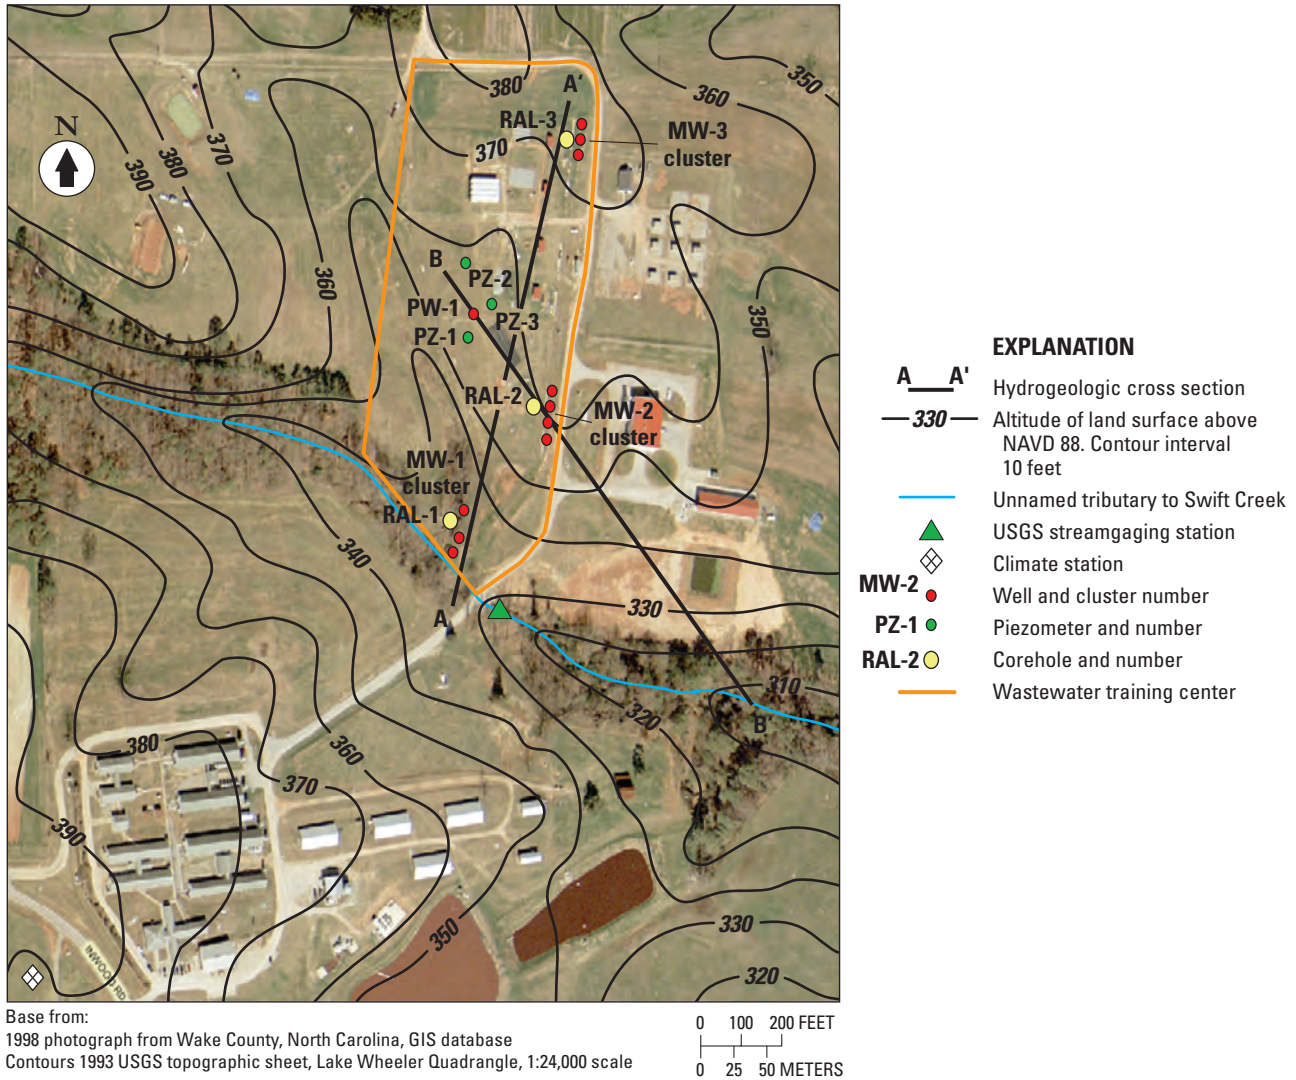 N
380
A'
350
360
RAL-3
MW-3
cluster
370
370
380
390
B
PZ-2
360
PW-1
PZ-3
350
PZ-1
RAL-2
MW-2
cluster
MW-1
cluster
RAL-1
340
330
A
310
320
B'
380
360
370
390
350
330
320
INWOOD RD
EXPLANATION
A A' Hydrogeologic cross section
330 Altitude of land surface above
NAVD 88. Contour interval
10 feet
Unnamed tributary to Swift Creek
USGS streamgaging station
Climate station
MW-2 Well and cluster number
PZ-1 Piezometer and number
RAL-2 Corehole and number
Wastewater training center
Base from:
1998 photograph from Wake County, North Carolina, GIS database
Contours 1993 USGS topographic sheet, Lake Wheeler Quadrangle, 1:24,000 scale
0 100 200 FEET
0 25 50 METERS